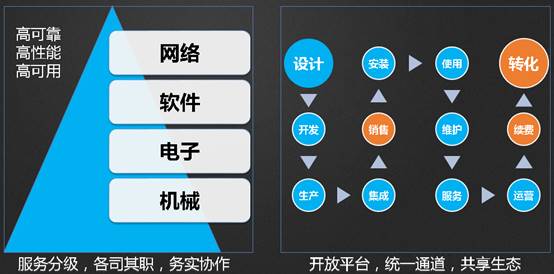 高可靠
高性能
高可用
网络
软件
电子
机械
服务分级，各司其职，务实协作
设计
开发
生产
集成
销售
安装
使用
维护
服务
运营
续费
转化
开放平台，统一通道，共享生态